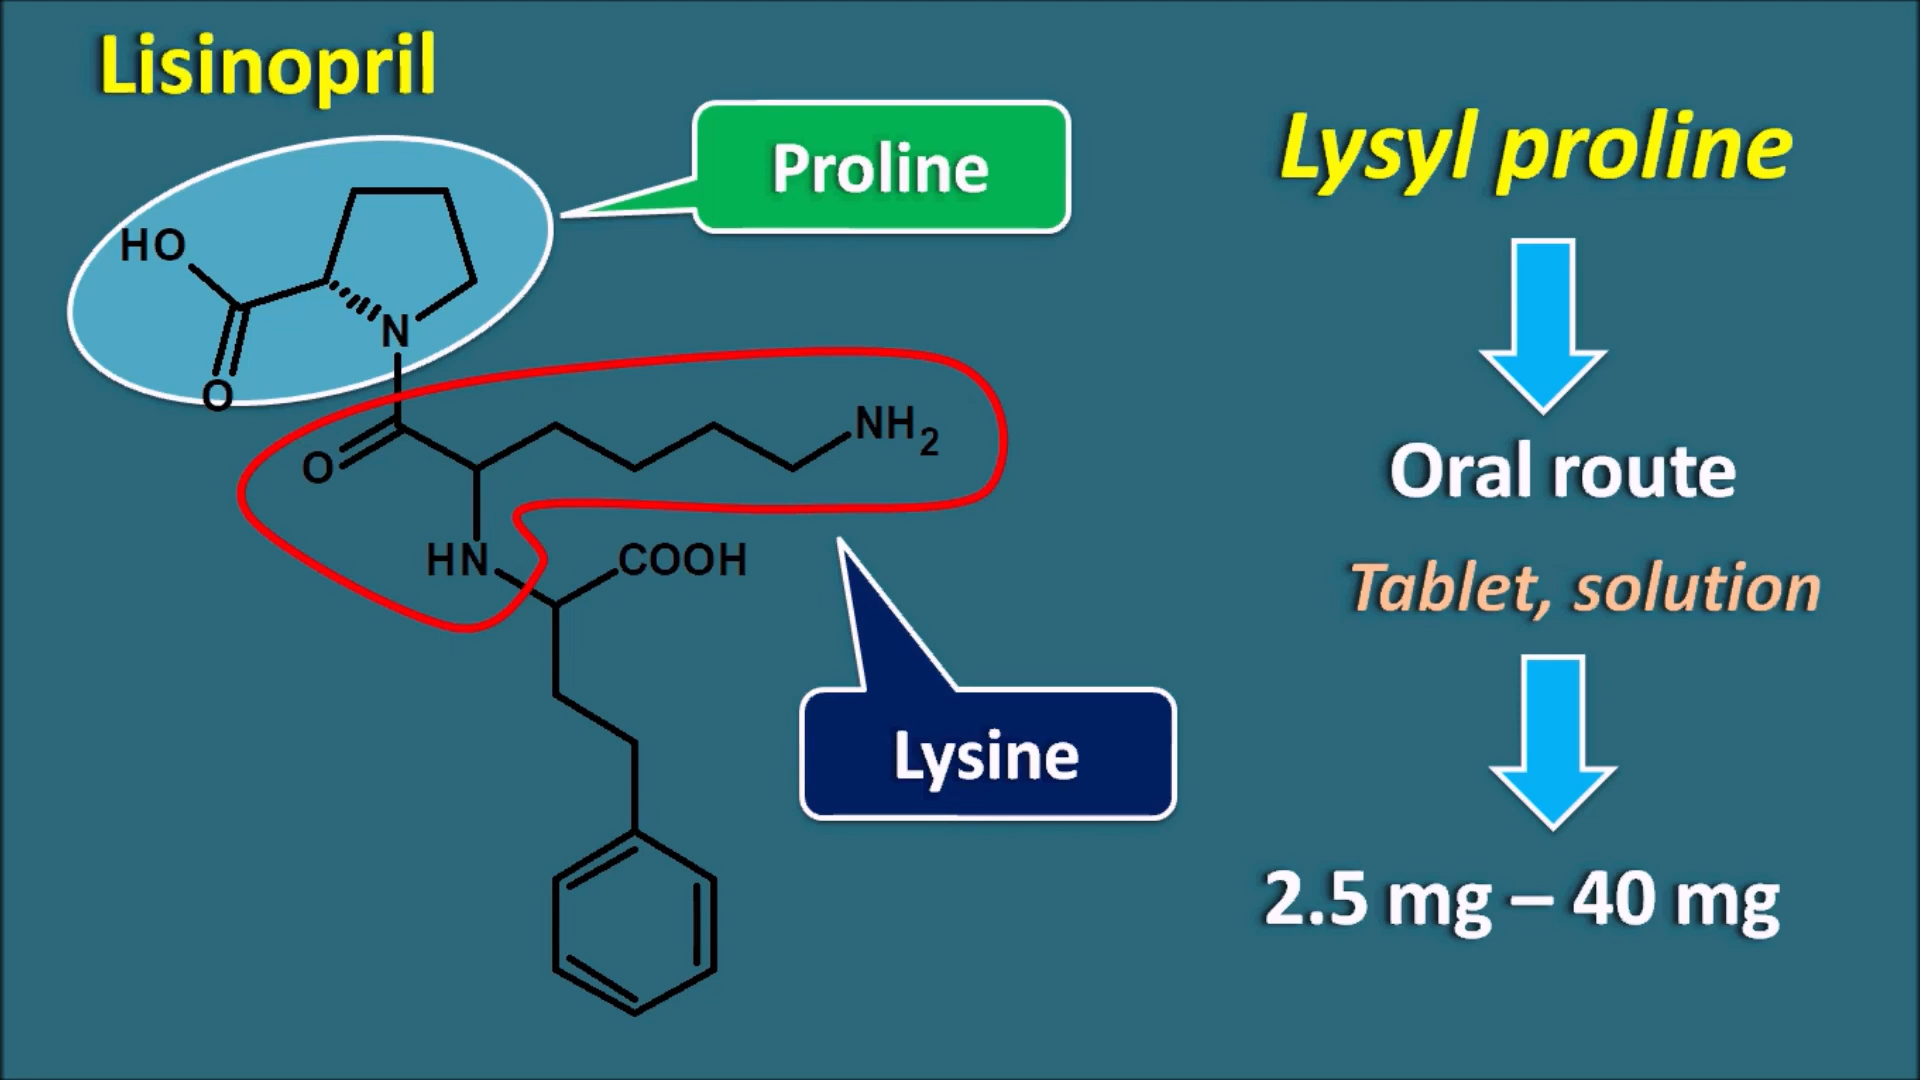 Lisinopril
Proline
HO
O
N
O
NH2
HN
COOH
Lysine
Lysyl proline
Oral route
Tablet, solution
2.5 mg – 40 mg